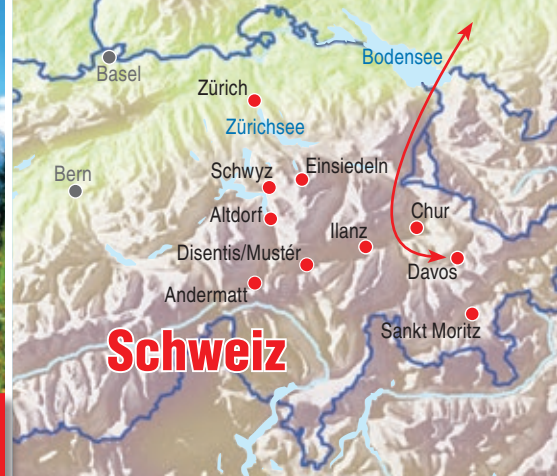 Bodensee
Basel
Zürich
Zürichsee
Einsiedeln
Schwyz
Bern
Altdorf
Chur
Ilanz
Disentis/Mustér
Davos
Andermatt
Sankt Moritz
Schweiz